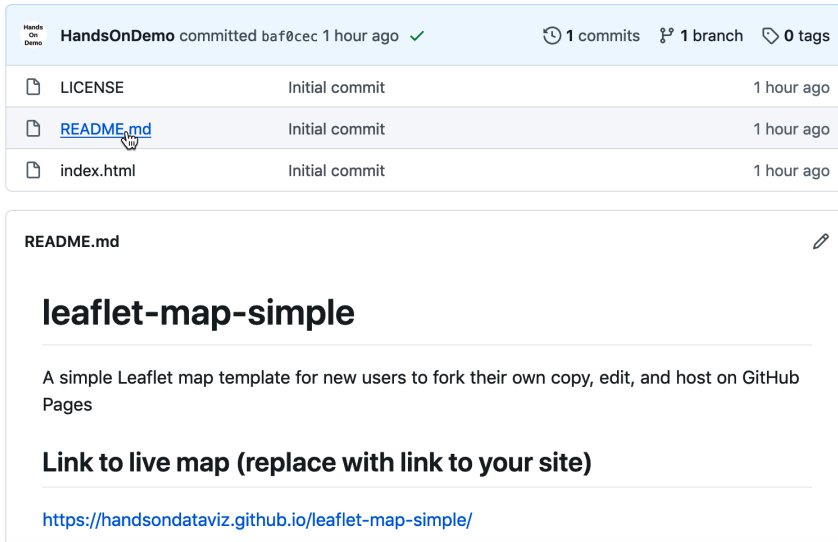 Hands
On
Demo
HandsOnDemo committed baf0cec 1 hour ago 1 commits 1 branch 0 tags
LICENSE Initial commit 1 hour ago
README.md Initial commit 1 hour ago
index.html Initial commit 1 hour ago
README.md
leaflet-map-simple
A simple Leaflet map template for new users to fork their own copy, edit, and host on GitHub
Pages
Link to live map (replace with link to your site)
https://handsondataviz.github.io/leaflet-map-simple/